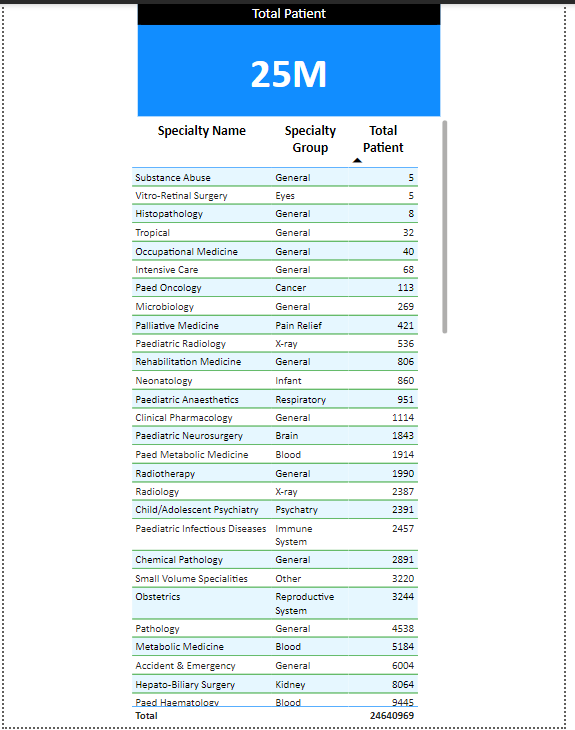 Total Patient
25M
Specialty Name Specialty Group Total Patient
Substance Abuse General 5
Vitro-Retinal Surgery Eyes 5
Histopathology General 8
Tropical General 32
Occupational Medicine General 40
Intensive Care General 68
Paed Oncology Cancer 113
Microbiology General 269
Palliative Medicine Pain Relief 421
Paediatric Radiology X-ray 536
Rehabilitation Medicine General 806
Neonatology Infant 860
Paediatric Anaesthetics Respiratory 951
Clinical Pharmacology General 1114
Paediatric Neurosurgery Brain 1843
Paed Metabolic Medicine Blood 1914
Radiotherapy General 1990
Radiology X-ray 2387
Child/Adolescent Psychiatry Psychatry 2391
Paediatric Infectious Diseases Immune System 2457
Chemical Pathology General 2891
Small Volume Specialities Other 3220
Obstetrics Reproductive System 3244
Pathology General 4538
Metabolic Medicine Blood 5184
Accident & Emergency General 6004
Hepato-Biliary Surgery Kidney 8064
Paed Haematology Blood 9445
Total 24640969